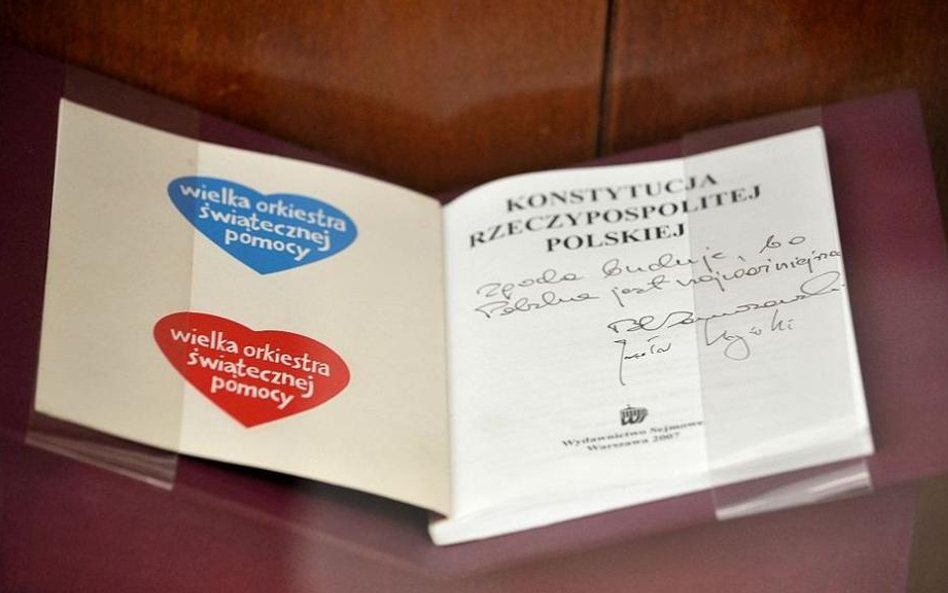 wielka orkiestra
świątecznej
pomocy
wielka orkiestra
świątecznej
pomocy
KONSTYTUCJA
RZECZYPOSPOLITEJ
POLSKIEJ
Zgoda buduje, bo
Polska jest najważniejsza
Wydawnictwo Sejmowe
Warszawa 2007